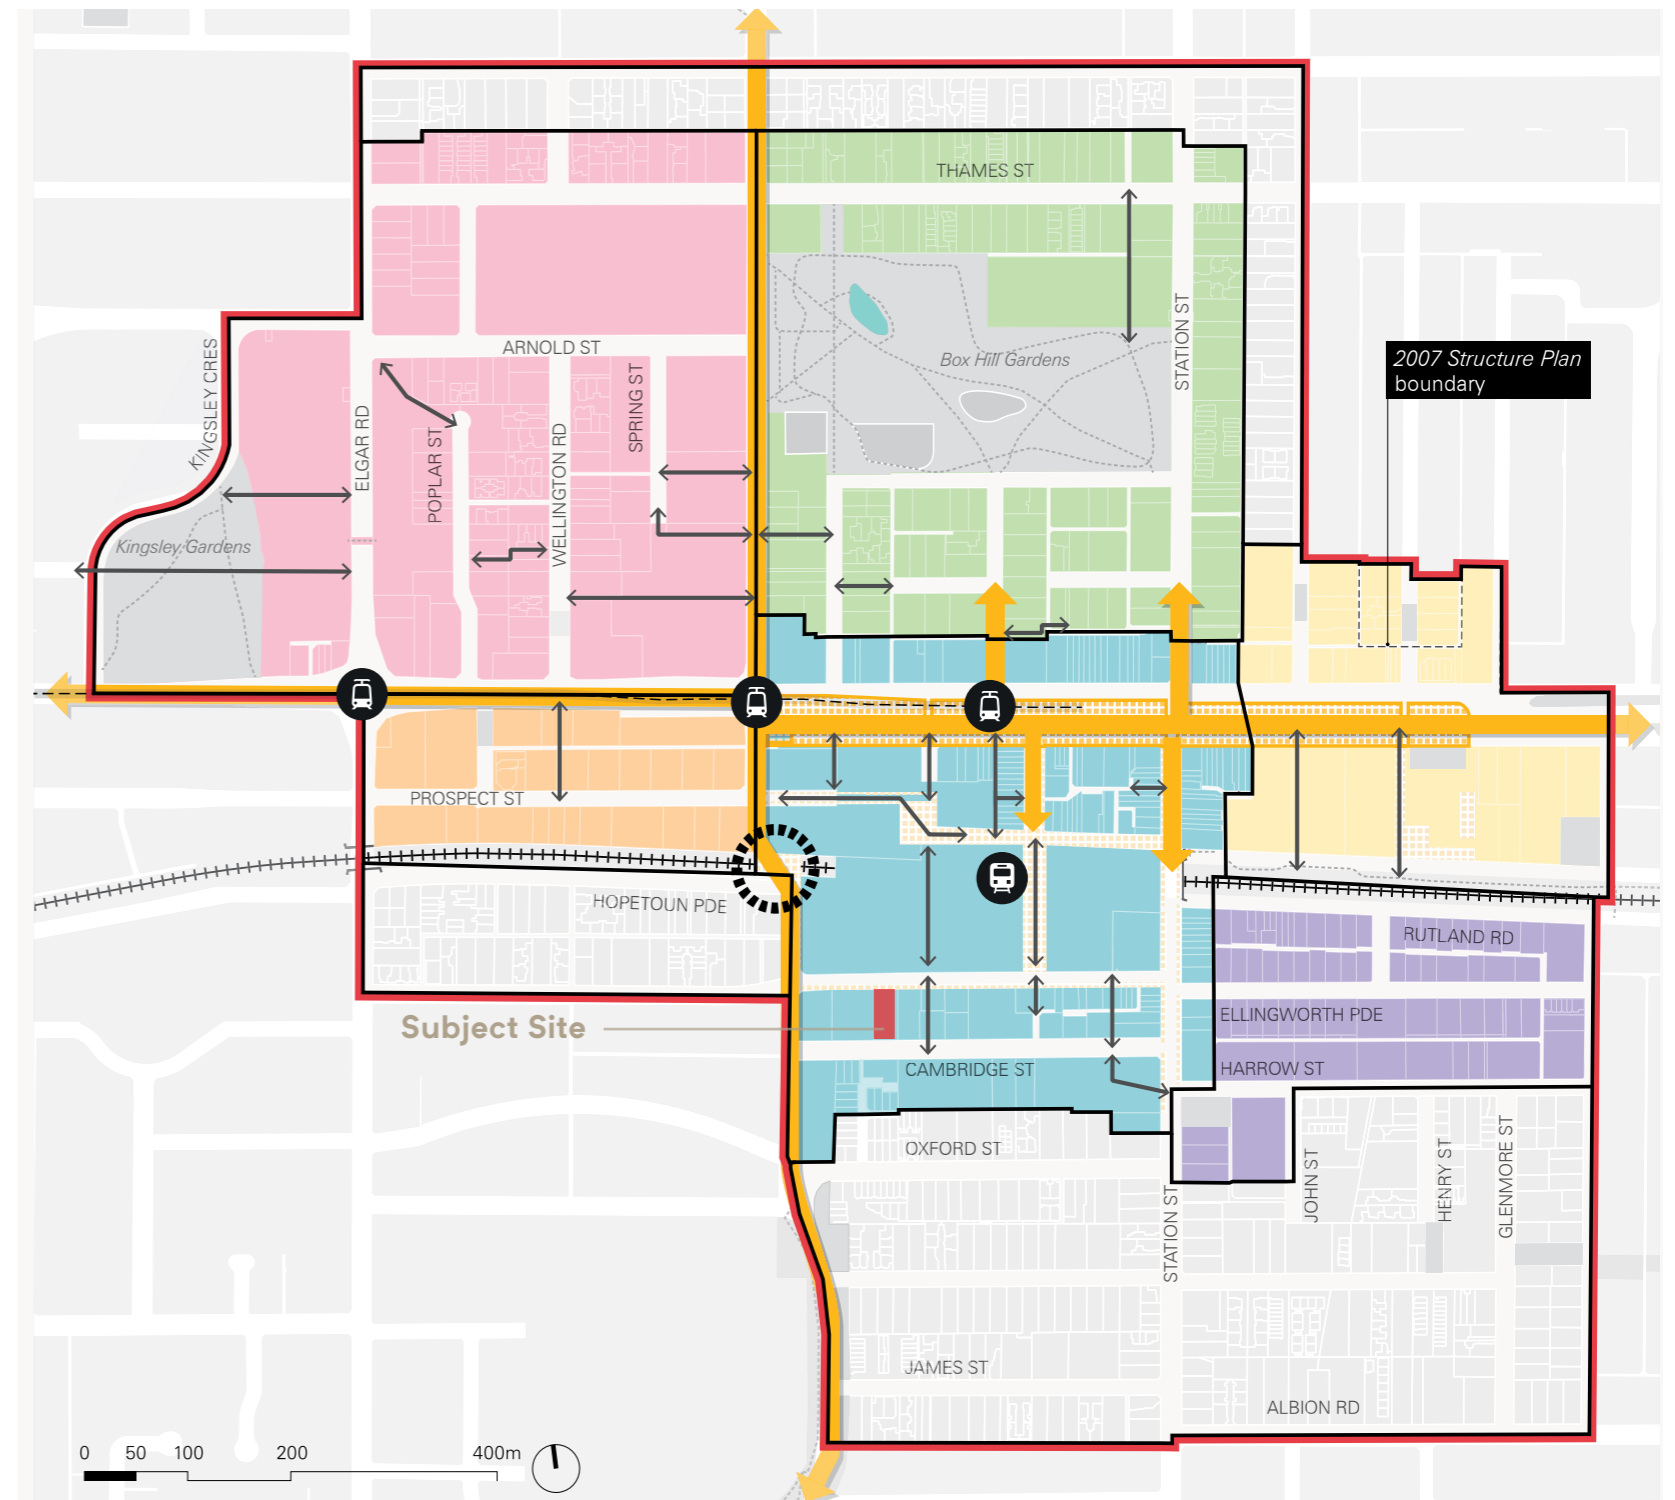 THAMES ST
STATION ST
Box Hill Gardens
ARNOLD ST
KINGSLEY CRES
ELGAR RD
POPLAR ST
WELLINGTON RD
SPRING ST
2007 Structure Plan
boundary
Kingsley Gardens
PROSPECT ST
HOPETOUN PDE
RUTLAND RD
ELLINGWORTH PDE
Subject Site
CAMBRIDGE ST
HARROW ST
OXFORD ST
STATION ST
JOHN ST
HENRY ST
GLENMORE ST
JAMES ST
ALBION RD
0 50 100 200 400m